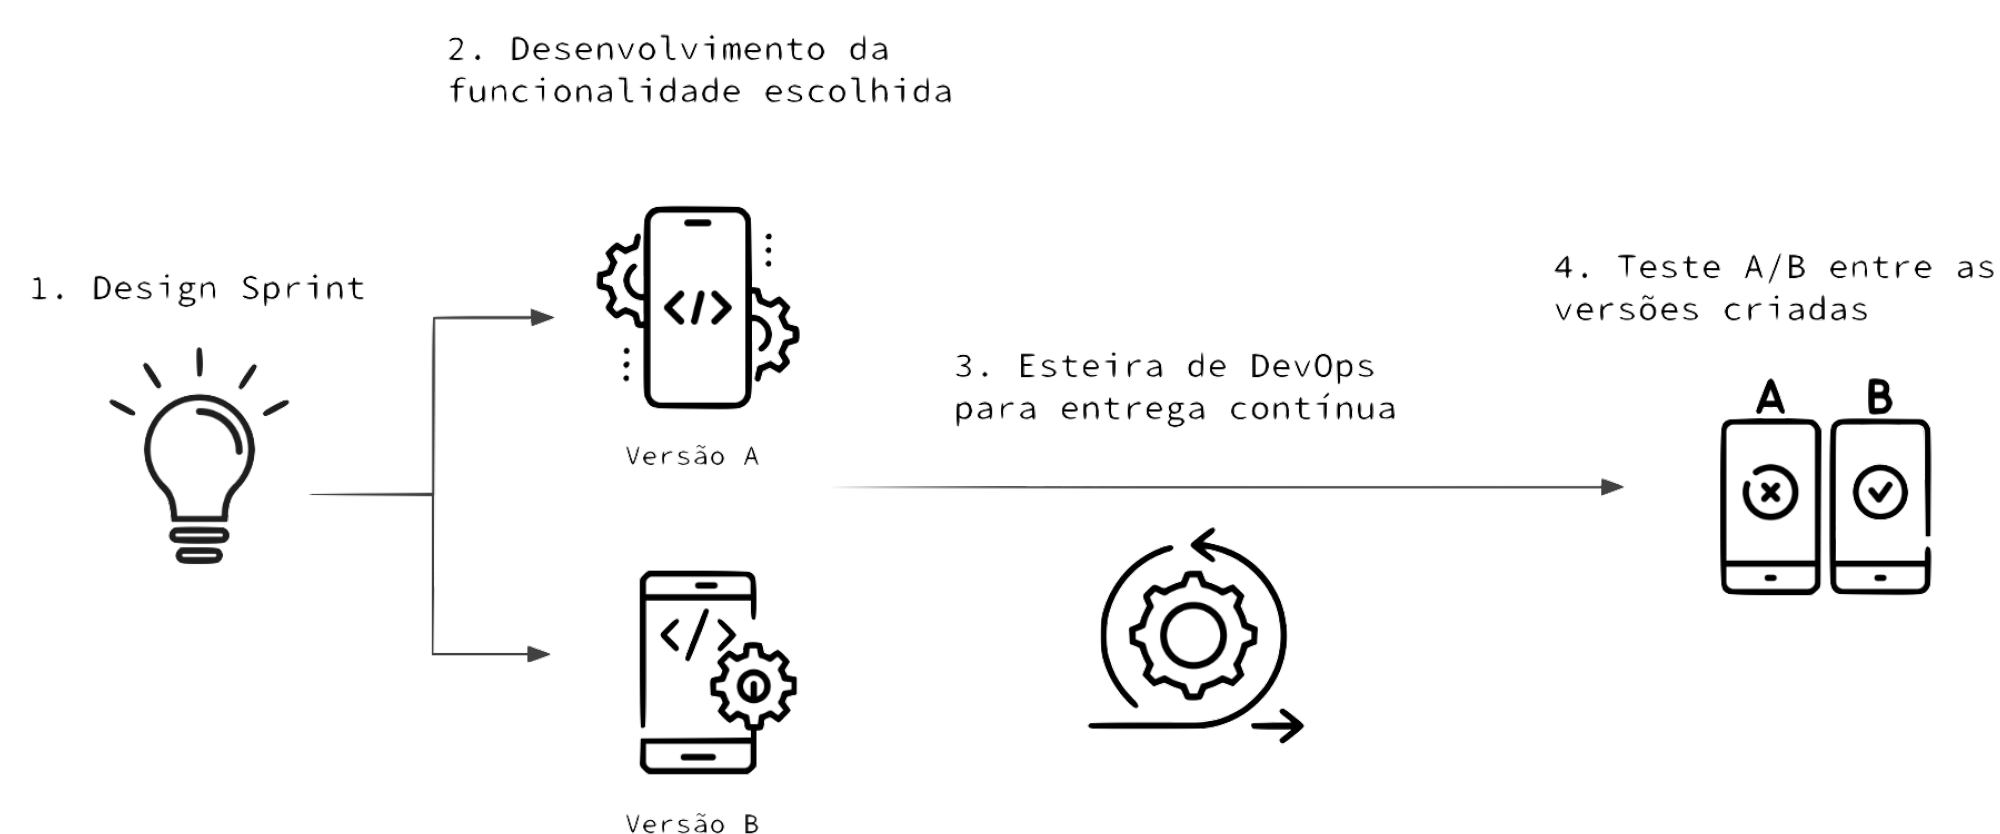 1. Design Sprint
2. Desenvolvimento da
funcionalidade escolhida
</>
Versão A
</>
Versão B
3. Esteira de DevOps
para entrega contínua
4. Teste A/B entre as
versões criadas
A B